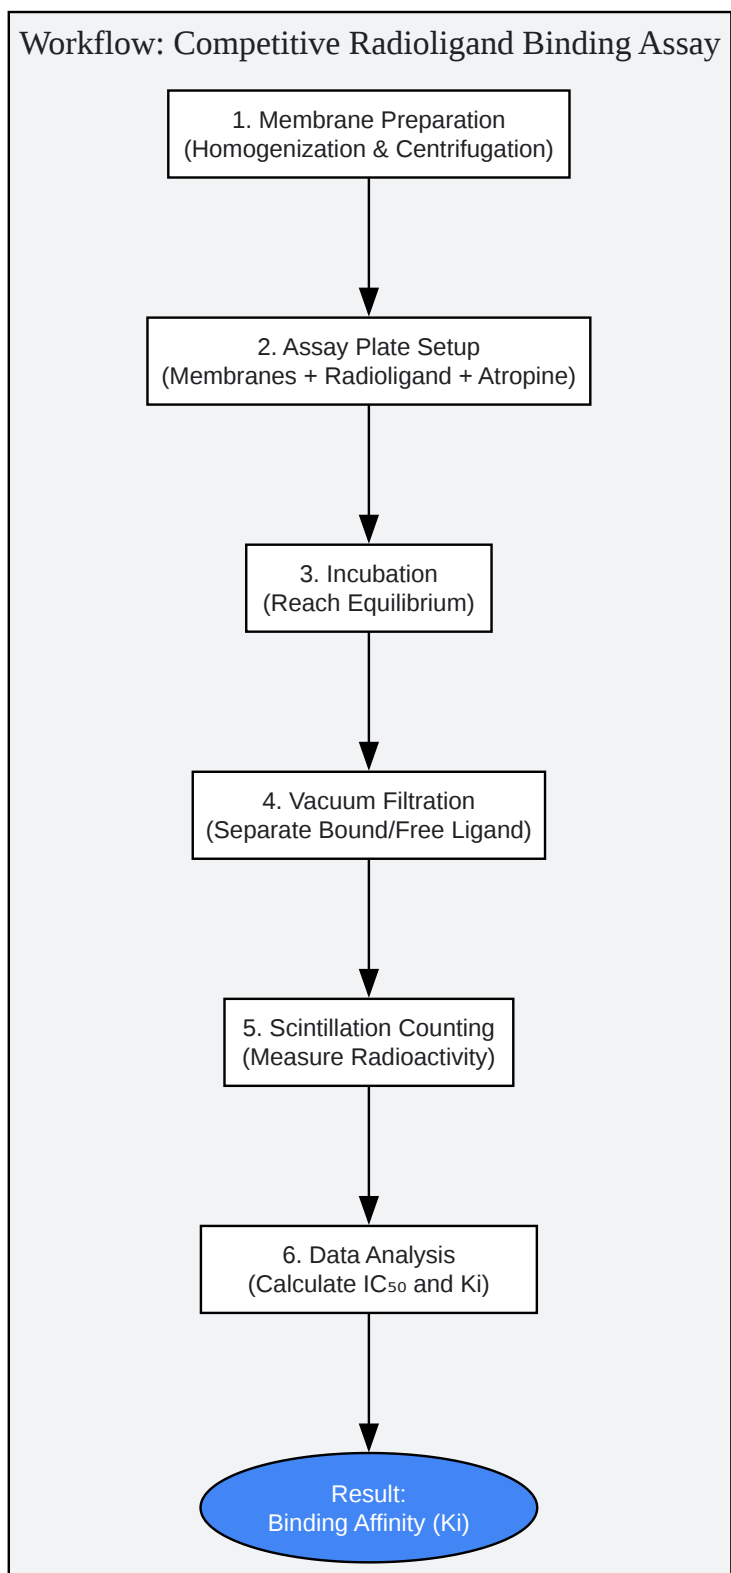 Workflow: Competitive Radioligand Binding Assay
1. Membrane Preparation
(Homogenization & Centrifugation)
2. Assay Plate Setup
(Membranes + Radioligand + Atropine)
3. Incubation
(Reach Equilibrium)
4. Vacuum Filtration
(Separate Bound/Free Ligand)
5. Scintillation Counting
(Measure Radioactivity)
6. Data Analysis
(Calculate IC₅₀ and Ki)
Result:
Binding Affinity (Ki)